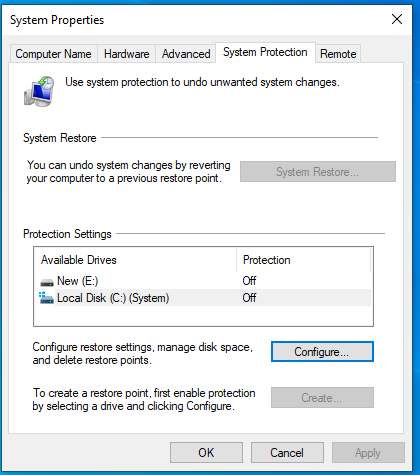 System Properties
Computer Name Hardware Advanced System Protection Remote
Use system protection to undo unwanted system changes.
System Restore
You can undo system changes by reverting
your computer to a previous restore point.
System Restore...
Protection Settings
Available Drives Protection
New (E:) Off
Local Disk (C:) (System) Off
Configure restore settings, manage disk space,
and delete restore points.
Configure...
To create a restore point, first enable protection
by selecting a drive and clicking Configure.
Create...
OK Cancel Apply